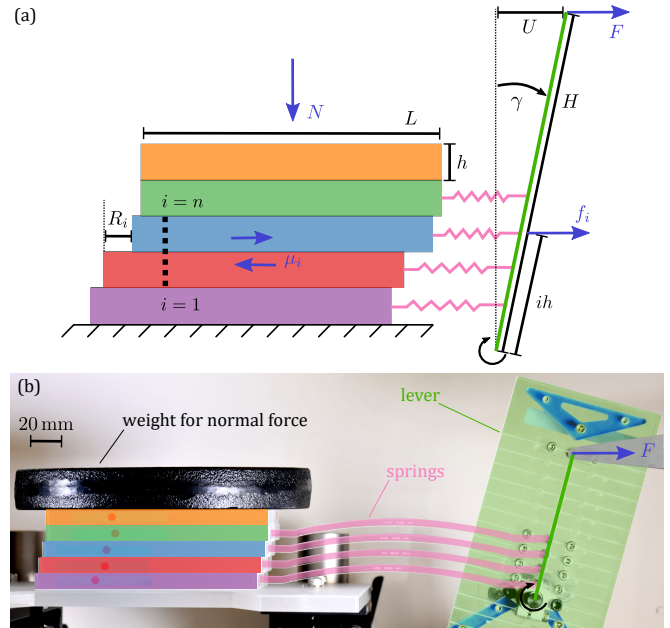 (a)
U
F
γ
H
N
L
h
i = n
R_i
f_i
μ_i
i = 1
ih
(b)
20 mm
weight for normal force
lever
springs
F